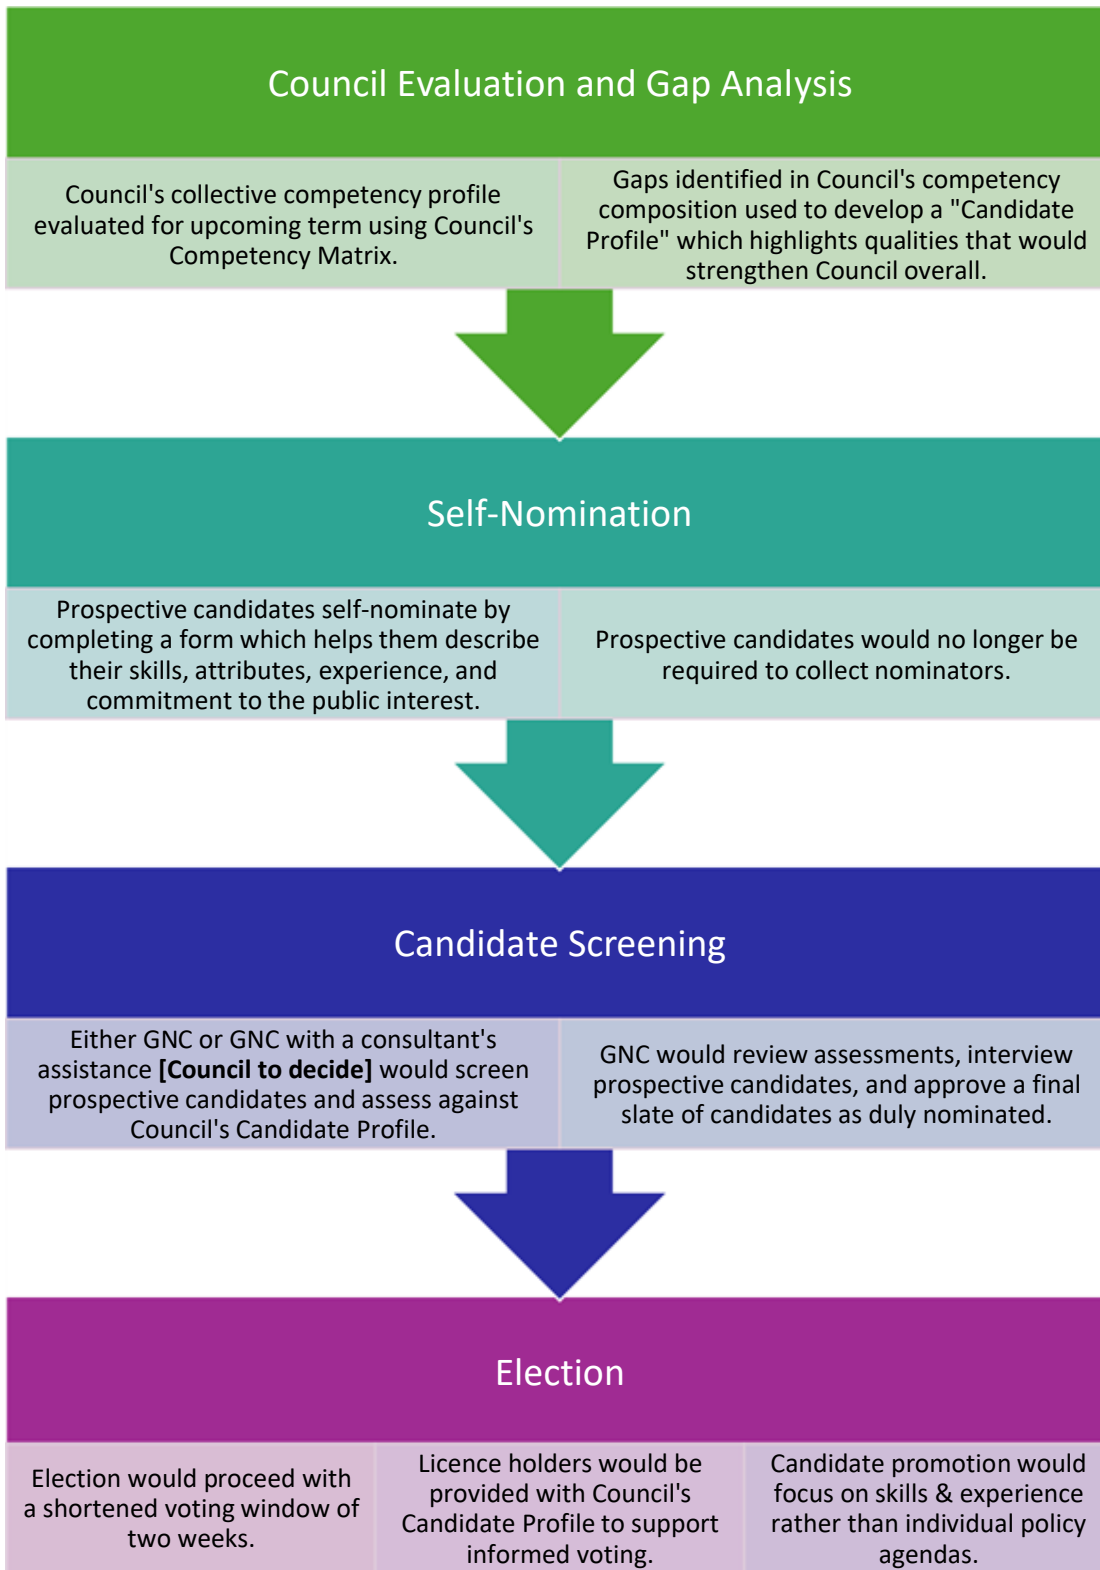 Council Evaluation and Gap Analysis
Council's collective competency profile
evaluated for upcoming term using Council's
Competency Matrix.
Gaps identified in Council's competency
composition used to develop a "Candidate
Profile" which highlights qualities that would
strengthen Council overall.
Self-Nomination
Prospective candidates self-nominate by
completing a form which helps them describe
their skills, attributes, experience, and
commitment to the public interest.
Prospective candidates would no longer be
required to collect nominators.
Candidate Screening
Either GNC or GNC with a consultant's
assistance [Council to decide] would screen
prospective candidates and assess against
Council's Candidate Profile.
GNC would review assessments, interview
prospective candidates, and approve a final
slate of candidates as duly nominated.
Election
Election would proceed with
a shortened voting window of
two weeks.
Licence holders would be
provided with Council's
Candidate Profile to support
informed voting.
Candidate promotion would
focus on skills & experience
rather than individual policy
agendas.